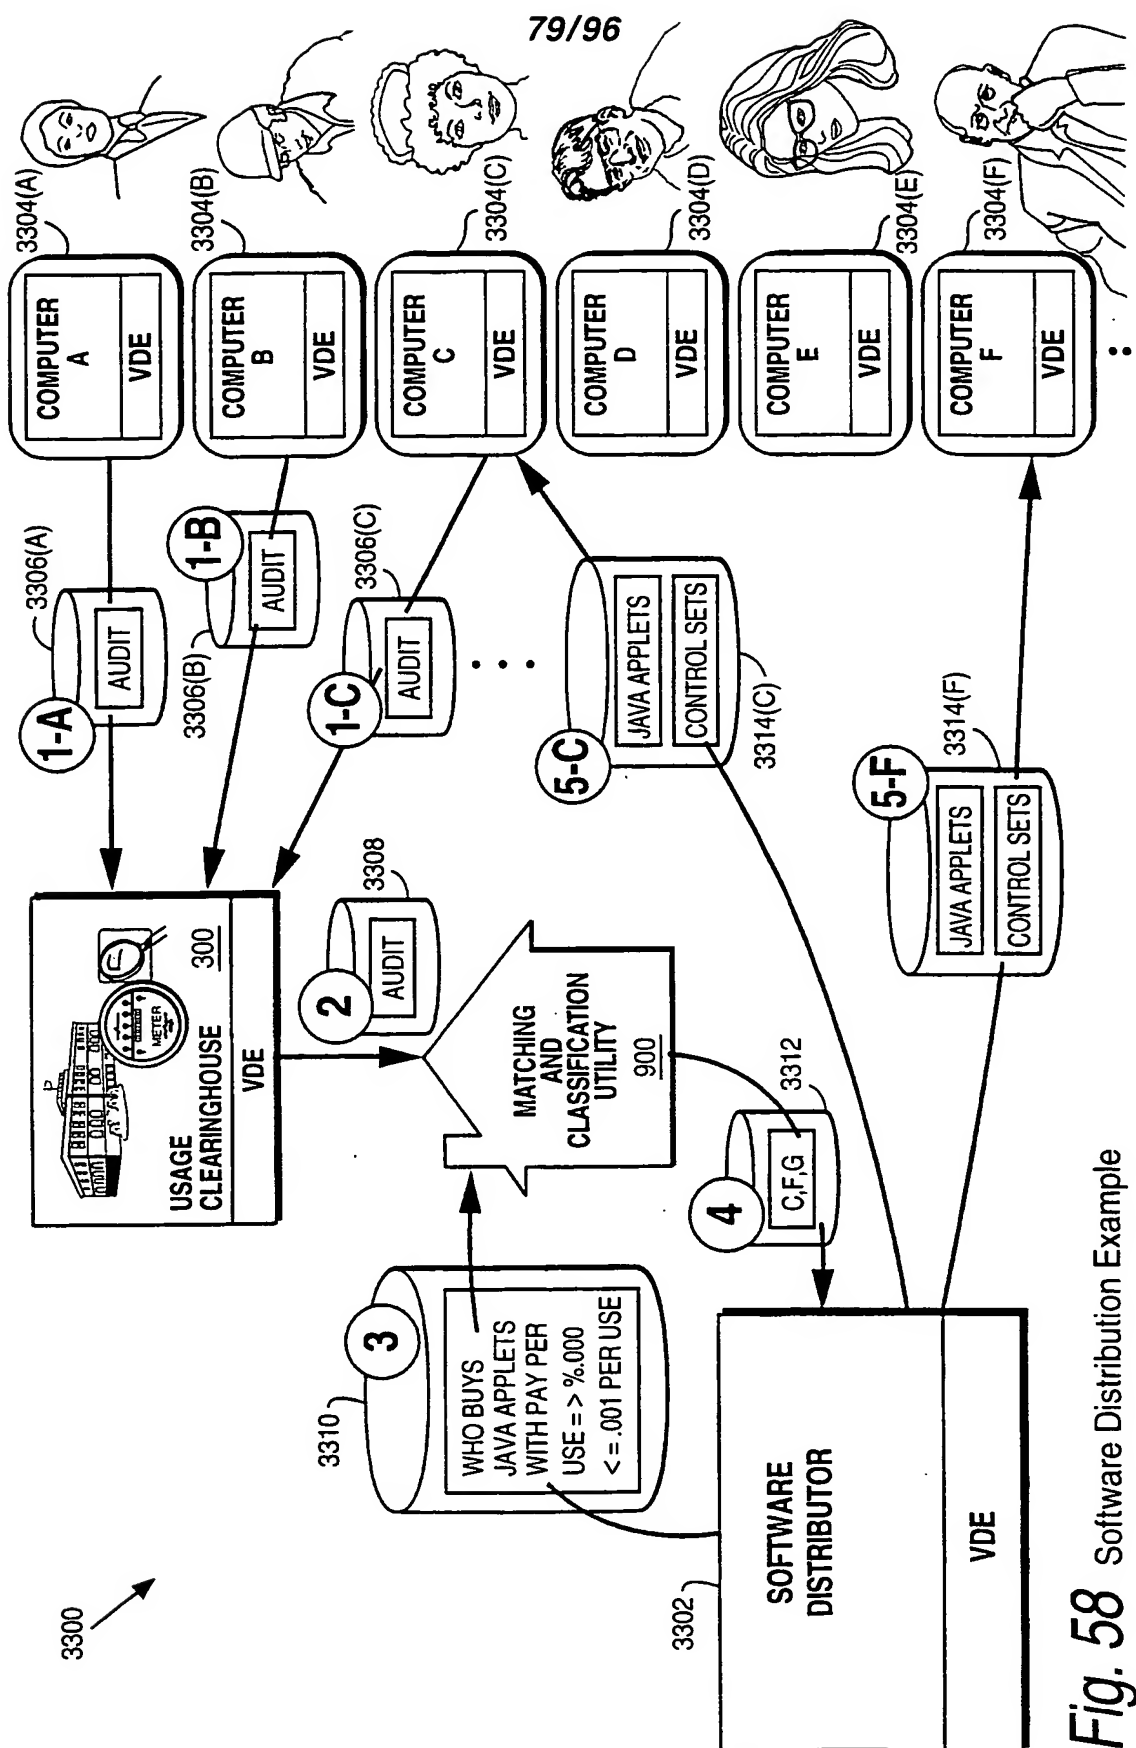 79/96
3300
3302
SOFTWARE
DISTRIBUTOR
VDE
3310
3
WHO BUYS
JAVA APPLETS
WITH PAY PER
USE = > %.000
< = .001 PER USE
USAGE
CLEARINGHOUSE
300
METER
VDE
2
3308
AUDIT
MATCHING
AND
CLASSIFICATION
UTILITY
900
4
3312
C,F,G
1-A
3306(A)
AUDIT
1-B
3306(B)
AUDIT
1-C
3306(C)
AUDIT
5-C
JAVA APPLETS
CONTROL SETS
3314(C)
5-F
JAVA APPLETS
CONTROL SETS
3314(F)
COMPUTER
A
VDE
3304(A)
COMPUTER
B
VDE
3304(B)
COMPUTER
C
VDE
3304(C)
COMPUTER
D
VDE
3304(D)
COMPUTER
E
VDE
3304(E)
COMPUTER
F
VDE
3304(F)
Fig. 58 Software Distribution Example